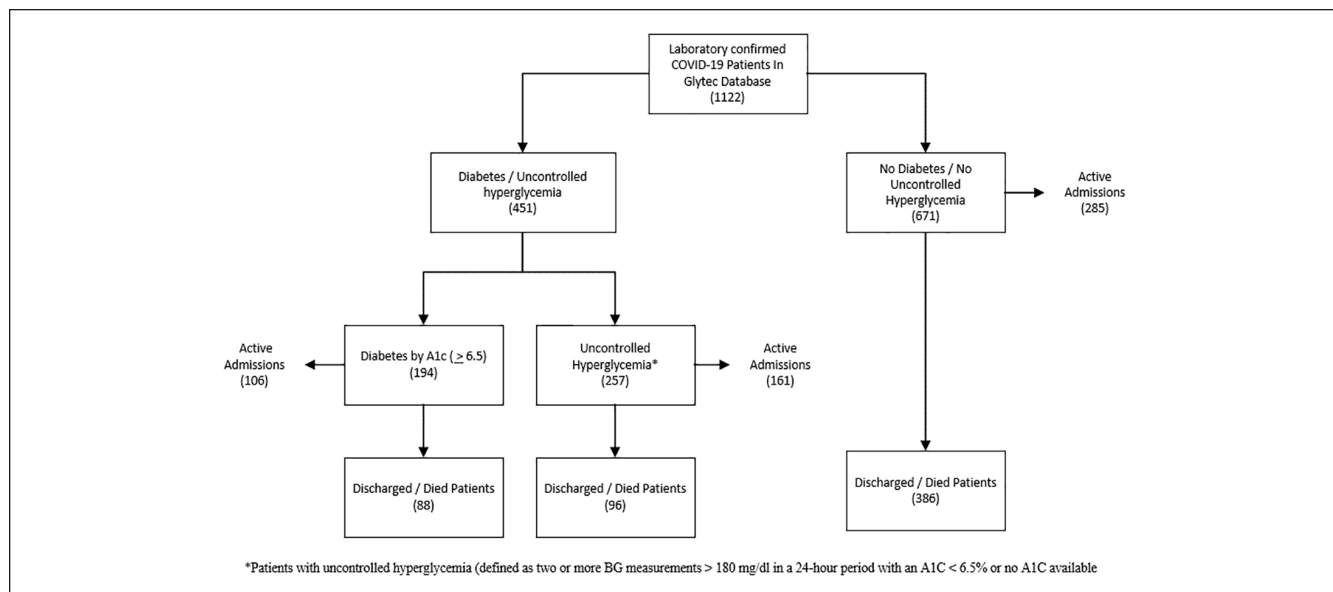 Laboratory confirmed
COVID-19 Patients In
Glytec Database
(1122)
Diabetes / Uncontrolled
hyperglycemia
(451)
No Diabetes / No
Uncontrolled
Hyperglycemia
(671)
Active
Admissions
(285)
Active
Admissions
(106)
Diabetes by A1c ( ≥ 6.5)
(194)
Uncontrolled
Hyperglycemia*
(257)
Active
Admissions
(161)
Discharged / Died Patients
(88)
Discharged / Died Patients
(96)
Discharged / Died Patients
(386)
*Patients with uncontrolled hyperglycemia (defined as two or more BG measurements > 180 mg/dl in a 24-hour period with an A1C < 6.5% or no A1C available